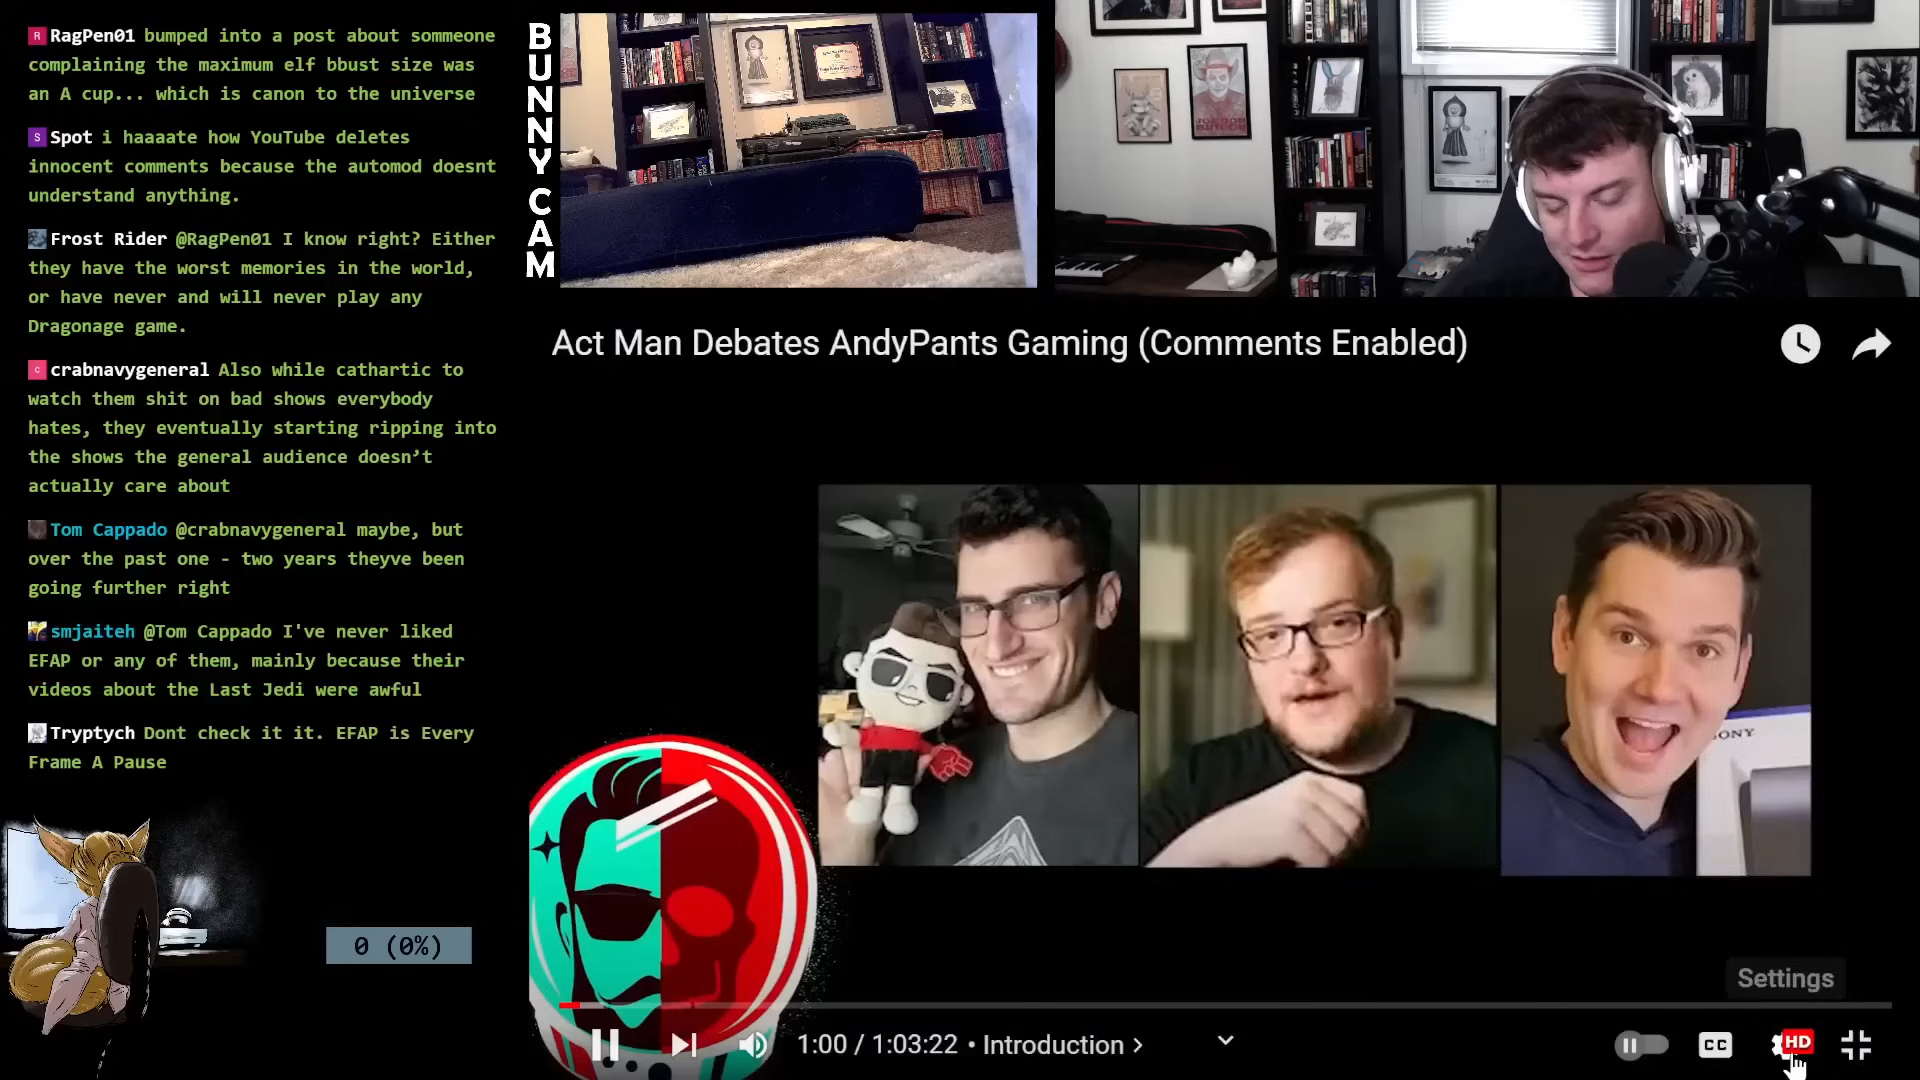 RagPen01 bumped into a post about sommeone
complaining the maximum elf bbust size was
an A cup... which is canon to the universe
Spot i haaaate how YouTube deletes
innocent comments because the automod doesnt
understand anything.
Frost Rider @RagPen01 I know right? Either
they have the worst memories in the world,
or have never and will never play any
Dragonage game.
crabnavygeneral Also while cathartic to
watch them shit on bad shows everybody
hates, they eventually starting ripping into
the shows the general audience doesn’t
actually care about
Tom Cappado @crabnavygeneral maybe, but
over the past one - two years theyve been
going further right
smjaiteh @Tom Cappado I've never liked
EFAP or any of them, mainly because their
videos about the Last Jedi were awful
Tryptych Dont check it it. EFAP is Every
Frame A Pause
0 (0%)
BUNNY CAM
Act Man Debates AndyPants Gaming (Comments Enabled)
SONY
Settings
1:00 / 1:03:22 • Introduction >
CC
HD